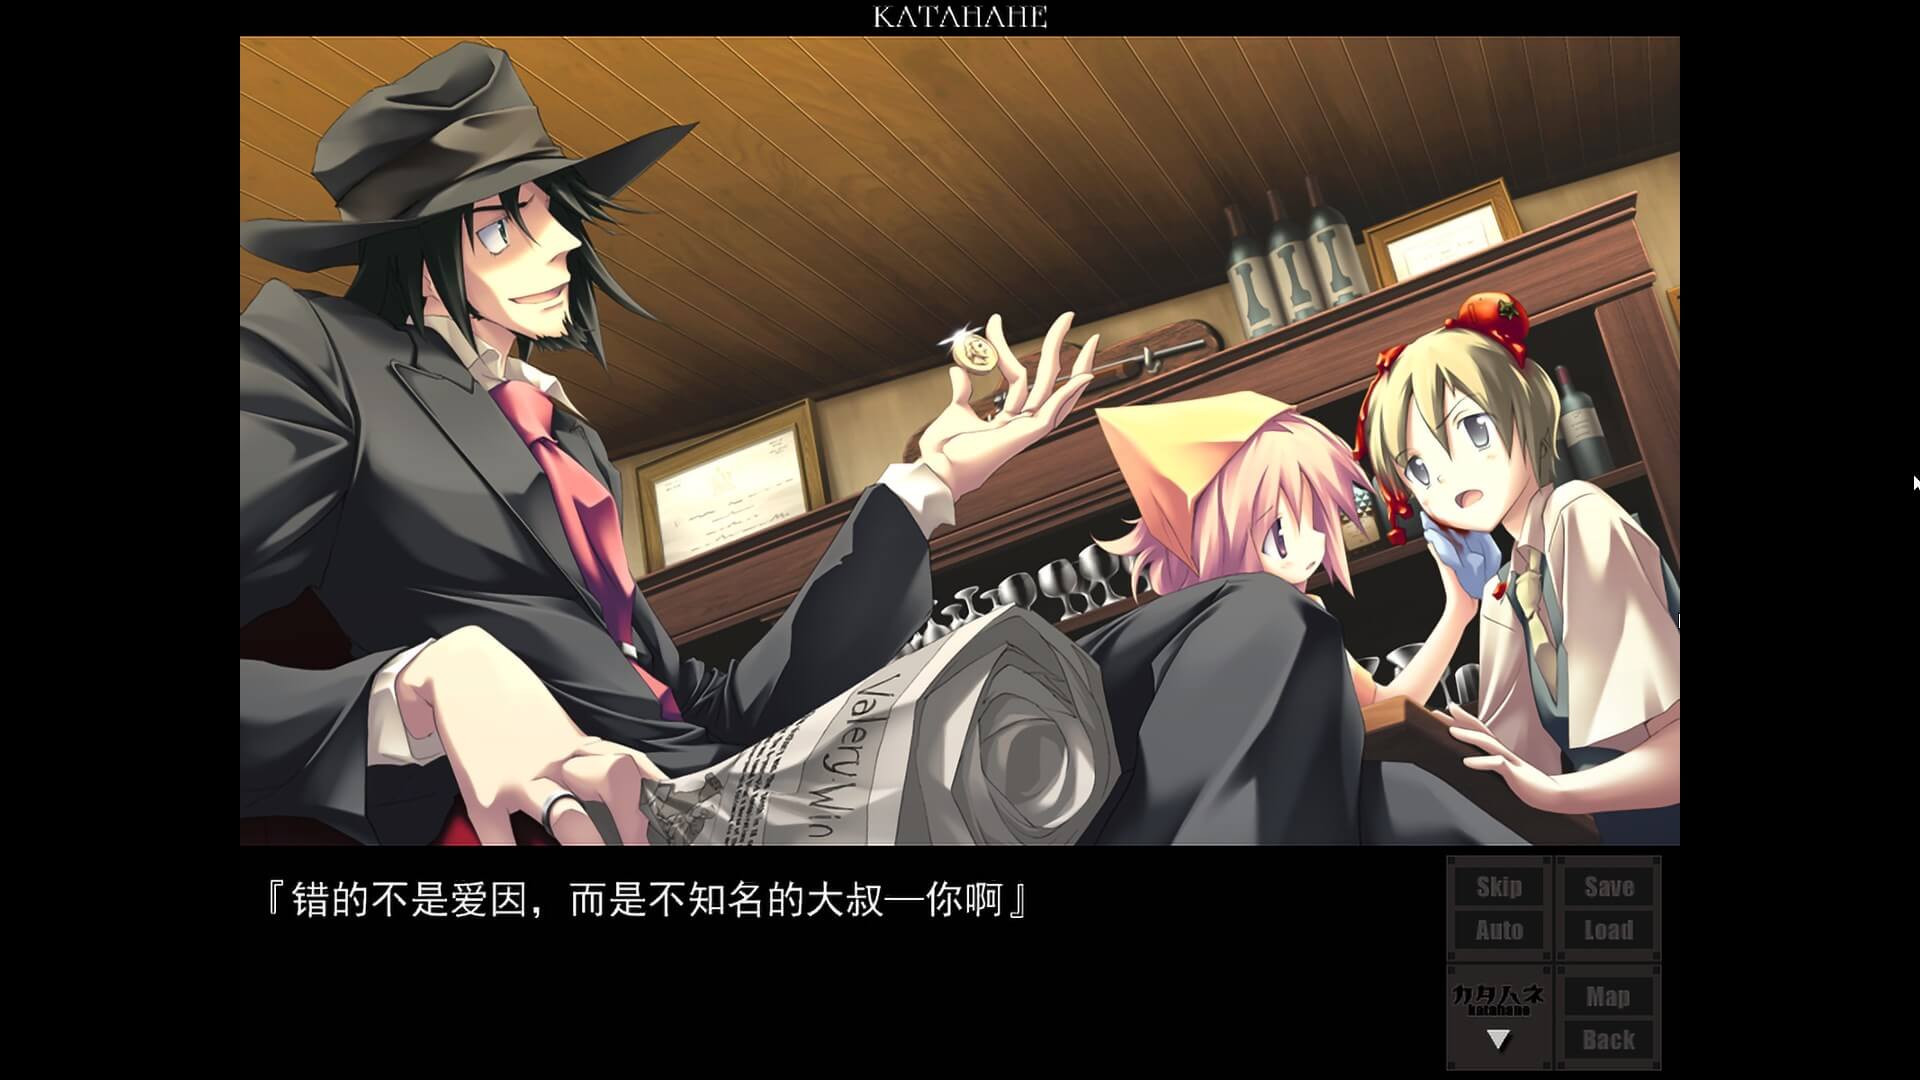 KATAHAHE
Valery Win
『错的不是爱因，而是不知名的大叔—你啊』
Skip
Save
Auto
Load
カタハネ
katahane
Map
Back